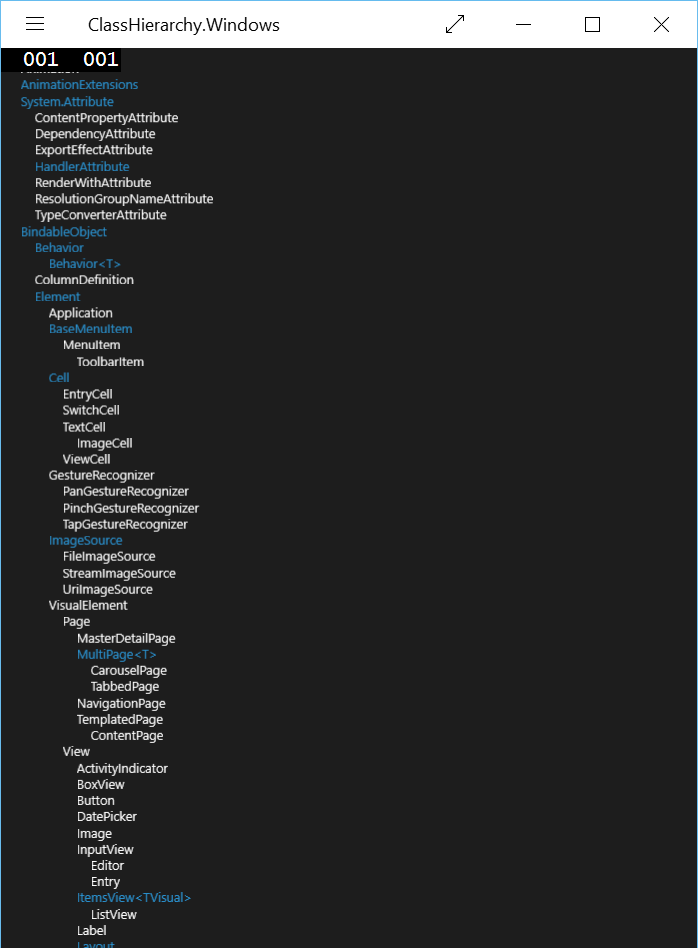 ClassHierarchy.Windows
001 001
Animation
AnimationExtensions
System.Attribute
ContentPropertyAttribute
DependencyAttribute
ExportEffectAttribute
HandlerAttribute
RenderWithAttribute
ResolutionGroupNameAttribute
TypeConverterAttribute
BindableObject
Behavior
Behavior<T>
ColumnDefinition
Element
Application
BaseMenuItem
MenuItem
ToolbarItem
Cell
EntryCell
SwitchCell
TextCell
ImageCell
ViewCell
GestureRecognizer
PanGestureRecognizer
PinchGestureRecognizer
TapGestureRecognizer
ImageSource
FileImageSource
StreamImageSource
UriImageSource
VisualElement
Page
MasterDetailPage
MultiPage<T>
CarouselPage
TabbedPage
NavigationPage
TemplatedPage
ContentPage
View
ActivityIndicator
BoxView
Button
DatePicker
Image
InputView
Editor
Entry
ItemsView<TVisual>
ListView
Label
Layout